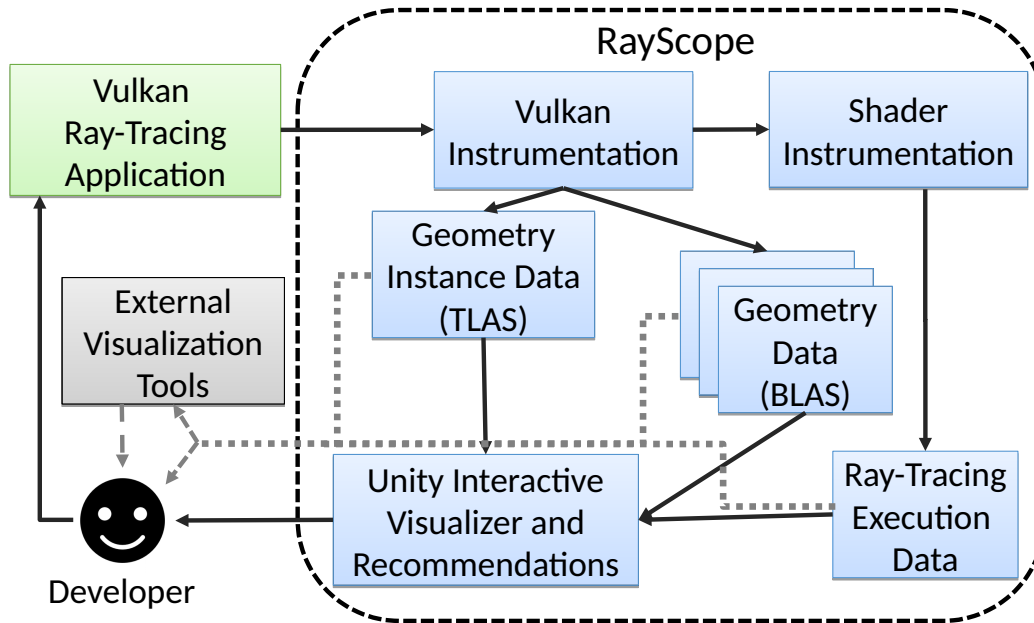 RayScope
Vulkan
Ray-Tracing
Application
Vulkan
Instrumentation
Shader
Instrumentation
Geometry
Instance Data
(TLAS)
Geometry
Data
(BLAS)
External
Visualization
Tools
Unity Interactive
Visualizer and
Recommendations
Ray-Tracing
Execution
Data
Developer